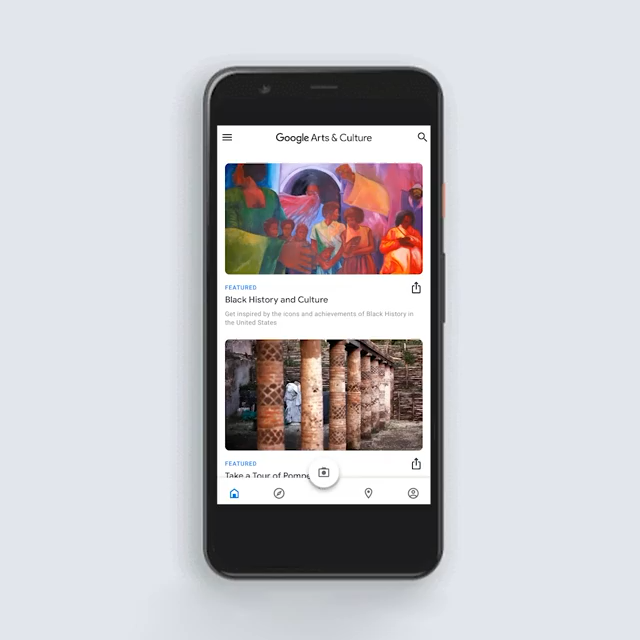 Google Arts & Culture
FEATURED
Black History and Culture
Get inspired by the icons and achievements of Black History in
the United States
FEATURED
Take a Tour of Pompe